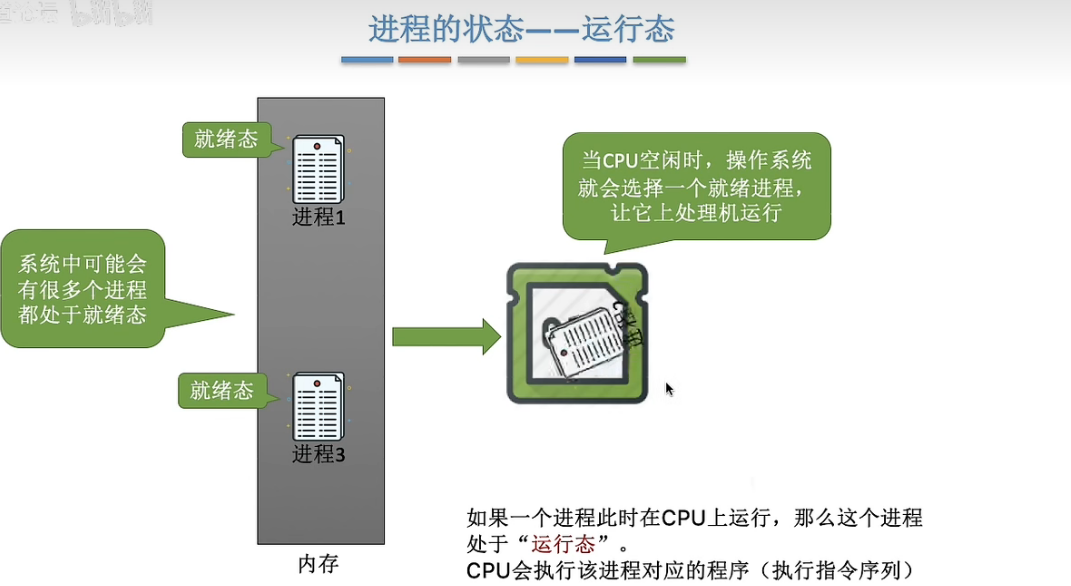 进程的状态——运行态
就绪态
进程1
系统中可能会
有很多个进程
都处于就绪态
就绪态
进程3
内存
当CPU空闲时，操作系统
就会选择一个就绪进程，
让它上处理机运行
如果一个进程此时在CPU上运行，那么这个进程
处于“运行态”。
CPU会执行该进程对应的程序（执行指令序列）